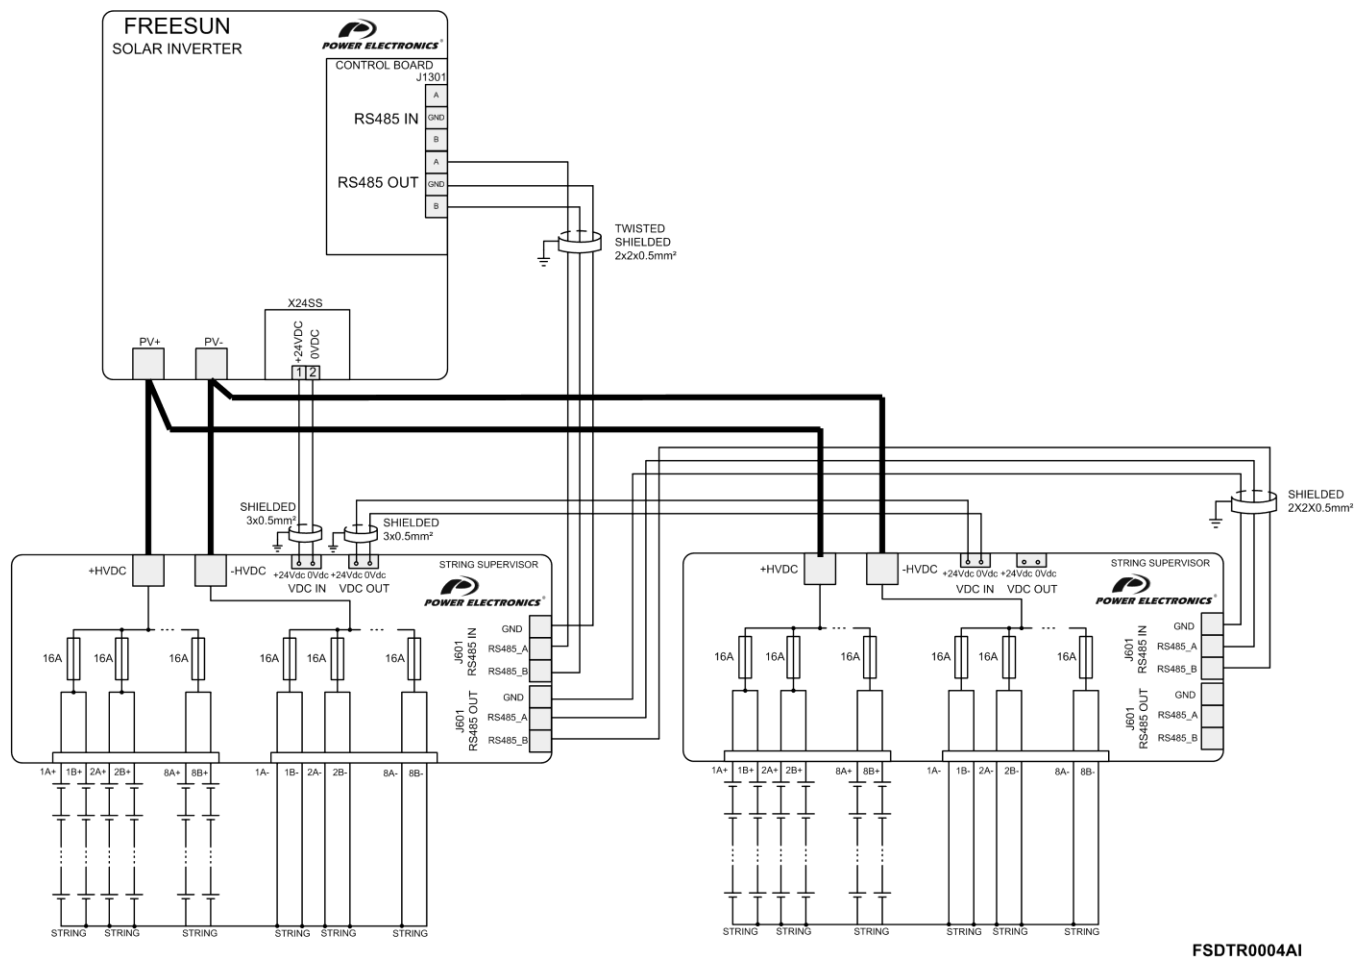 FREESUN
SOLAR INVERTER
POWER ELECTRONICS®
CONTROL BOARD
J1301
A
RS485 IN
GND
B
A
RS485 OUT
GND
B
TWISTED
SHIELDED
2x2x0.5mm²
X24SS
+24VDC
0VDC
1 2
PV+
PV-
SHIELDED
3x0.5mm²
SHIELDED
3x0.5mm²
SHIELDED
2X2X0.5mm²
+HVDC
-HVDC
+24Vdc 0Vdc
VDC IN
+24Vdc 0Vdc
VDC OUT
STRING SUPERVISOR
POWER ELECTRONICS®
J601
RS485 IN
GND
RS485_A
RS485_B
J601
RS485 OUT
GND
RS485_A
RS485_B
16A 16A 16A 16A 16A 16A
1A+ 1B+ 2A+ 2B+ 8A+ 8B+ 1A- 1B- 2A- 2B- 8A- 8B-
STRING STRING STRING STRING STRING STRING
+HVDC
-HVDC
+24Vdc 0Vdc
VDC IN
+24Vdc 0Vdc
VDC OUT
STRING SUPERVISOR
POWER ELECTRONICS®
J601
RS485 IN
GND
RS485_A
RS485_B
J601
RS485 OUT
GND
RS485_A
RS485_B
16A 16A 16A 16A 16A 16A
1A+ 1B+ 2A+ 2B+ 8A+ 8B+ 1A- 1B- 2A- 2B- 8A- 8B-
STRING STRING STRING STRING STRING STRING
FSDTR0004AI